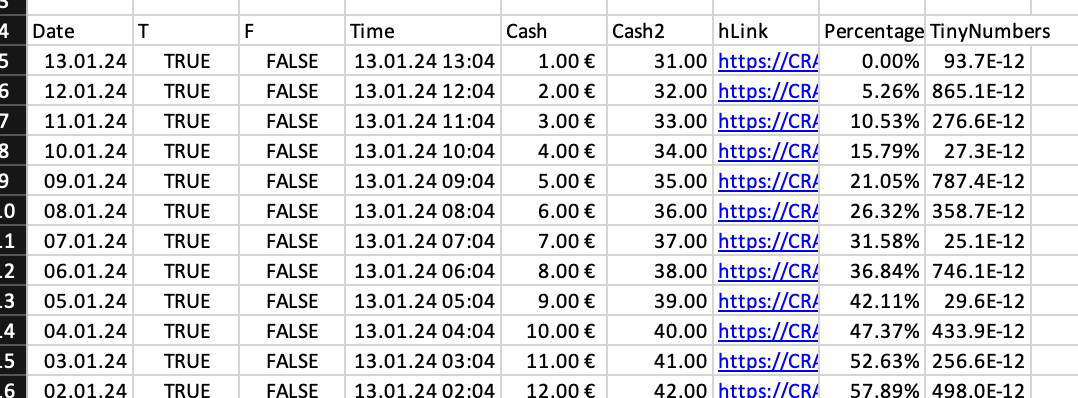 3
4 Date T F Time Cash Cash2 hLink Percentage TinyNumbers
5 13.01.24 TRUE FALSE 13.01.24 13:04 1.00 € 31.00 https://CRA 0.00% 93.7E-12
6 12.01.24 TRUE FALSE 13.01.24 12:04 2.00 € 32.00 https://CRA 5.26% 865.1E-12
7 11.01.24 TRUE FALSE 13.01.24 11:04 3.00 € 33.00 https://CRA 10.53% 276.6E-12
8 10.01.24 TRUE FALSE 13.01.24 10:04 4.00 € 34.00 https://CRA 15.79% 27.3E-12
9 09.01.24 TRUE FALSE 13.01.24 09:04 5.00 € 35.00 https://CRA 21.05% 787.4E-12
10 08.01.24 TRUE FALSE 13.01.24 08:04 6.00 € 36.00 https://CRA 26.32% 358.7E-12
11 07.01.24 TRUE FALSE 13.01.24 07:04 7.00 € 37.00 https://CRA 31.58% 25.1E-12
12 06.01.24 TRUE FALSE 13.01.24 06:04 8.00 € 38.00 https://CRA 36.84% 746.1E-12
13 05.01.24 TRUE FALSE 13.01.24 05:04 9.00 € 39.00 https://CRA 42.11% 29.6E-12
14 04.01.24 TRUE FALSE 13.01.24 04:04 10.00 € 40.00 https://CRA 47.37% 433.9E-12
15 03.01.24 TRUE FALSE 13.01.24 03:04 11.00 € 41.00 https://CRA 52.63% 256.6E-12
16 02.01.24 TRUE FALSE 13.01.24 02:04 12.00 € 42.00 https://CRA 57.89% 498.0E-12